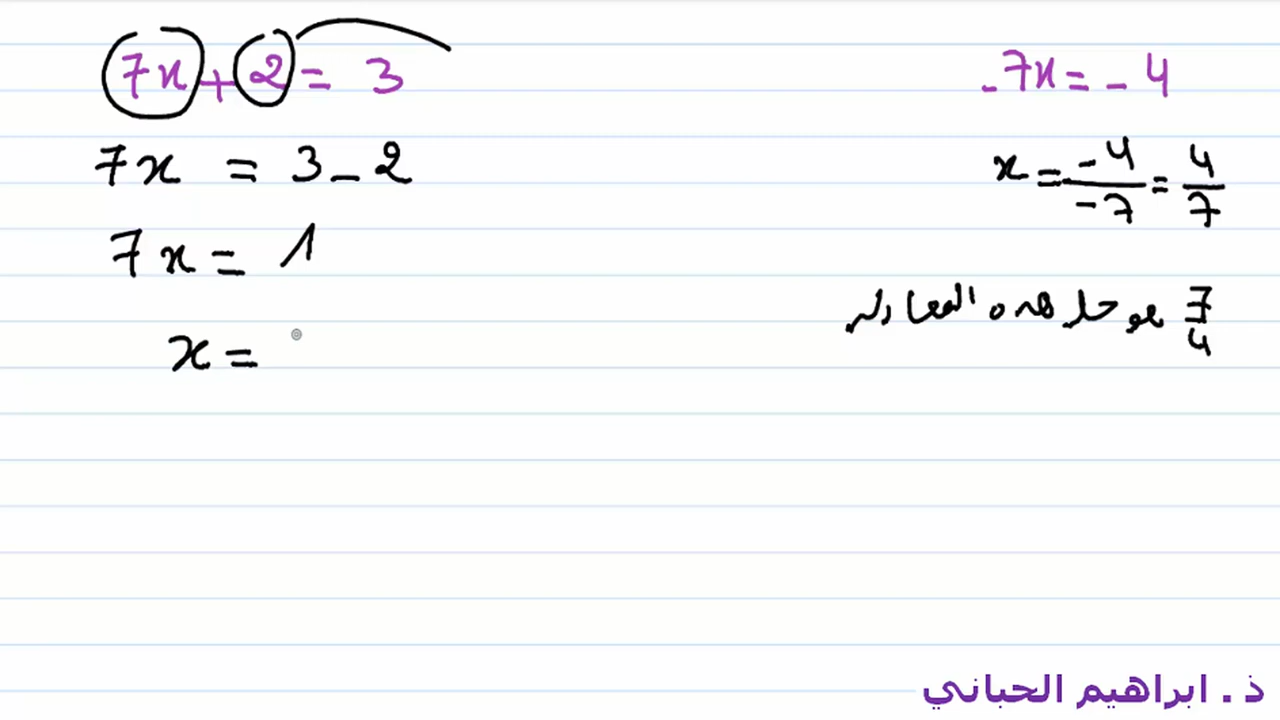 7x + 2 = 3
7x = 3 - 2
7x = 1
x =
-7x = -4
x = -4/-7 = 4/7
7/4 هو حل هده المعادلة
ذ . ابراهيم الحباني